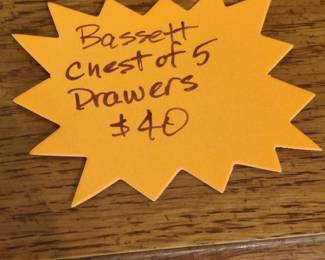 Bassett
Chest of 5
Drawers
$40